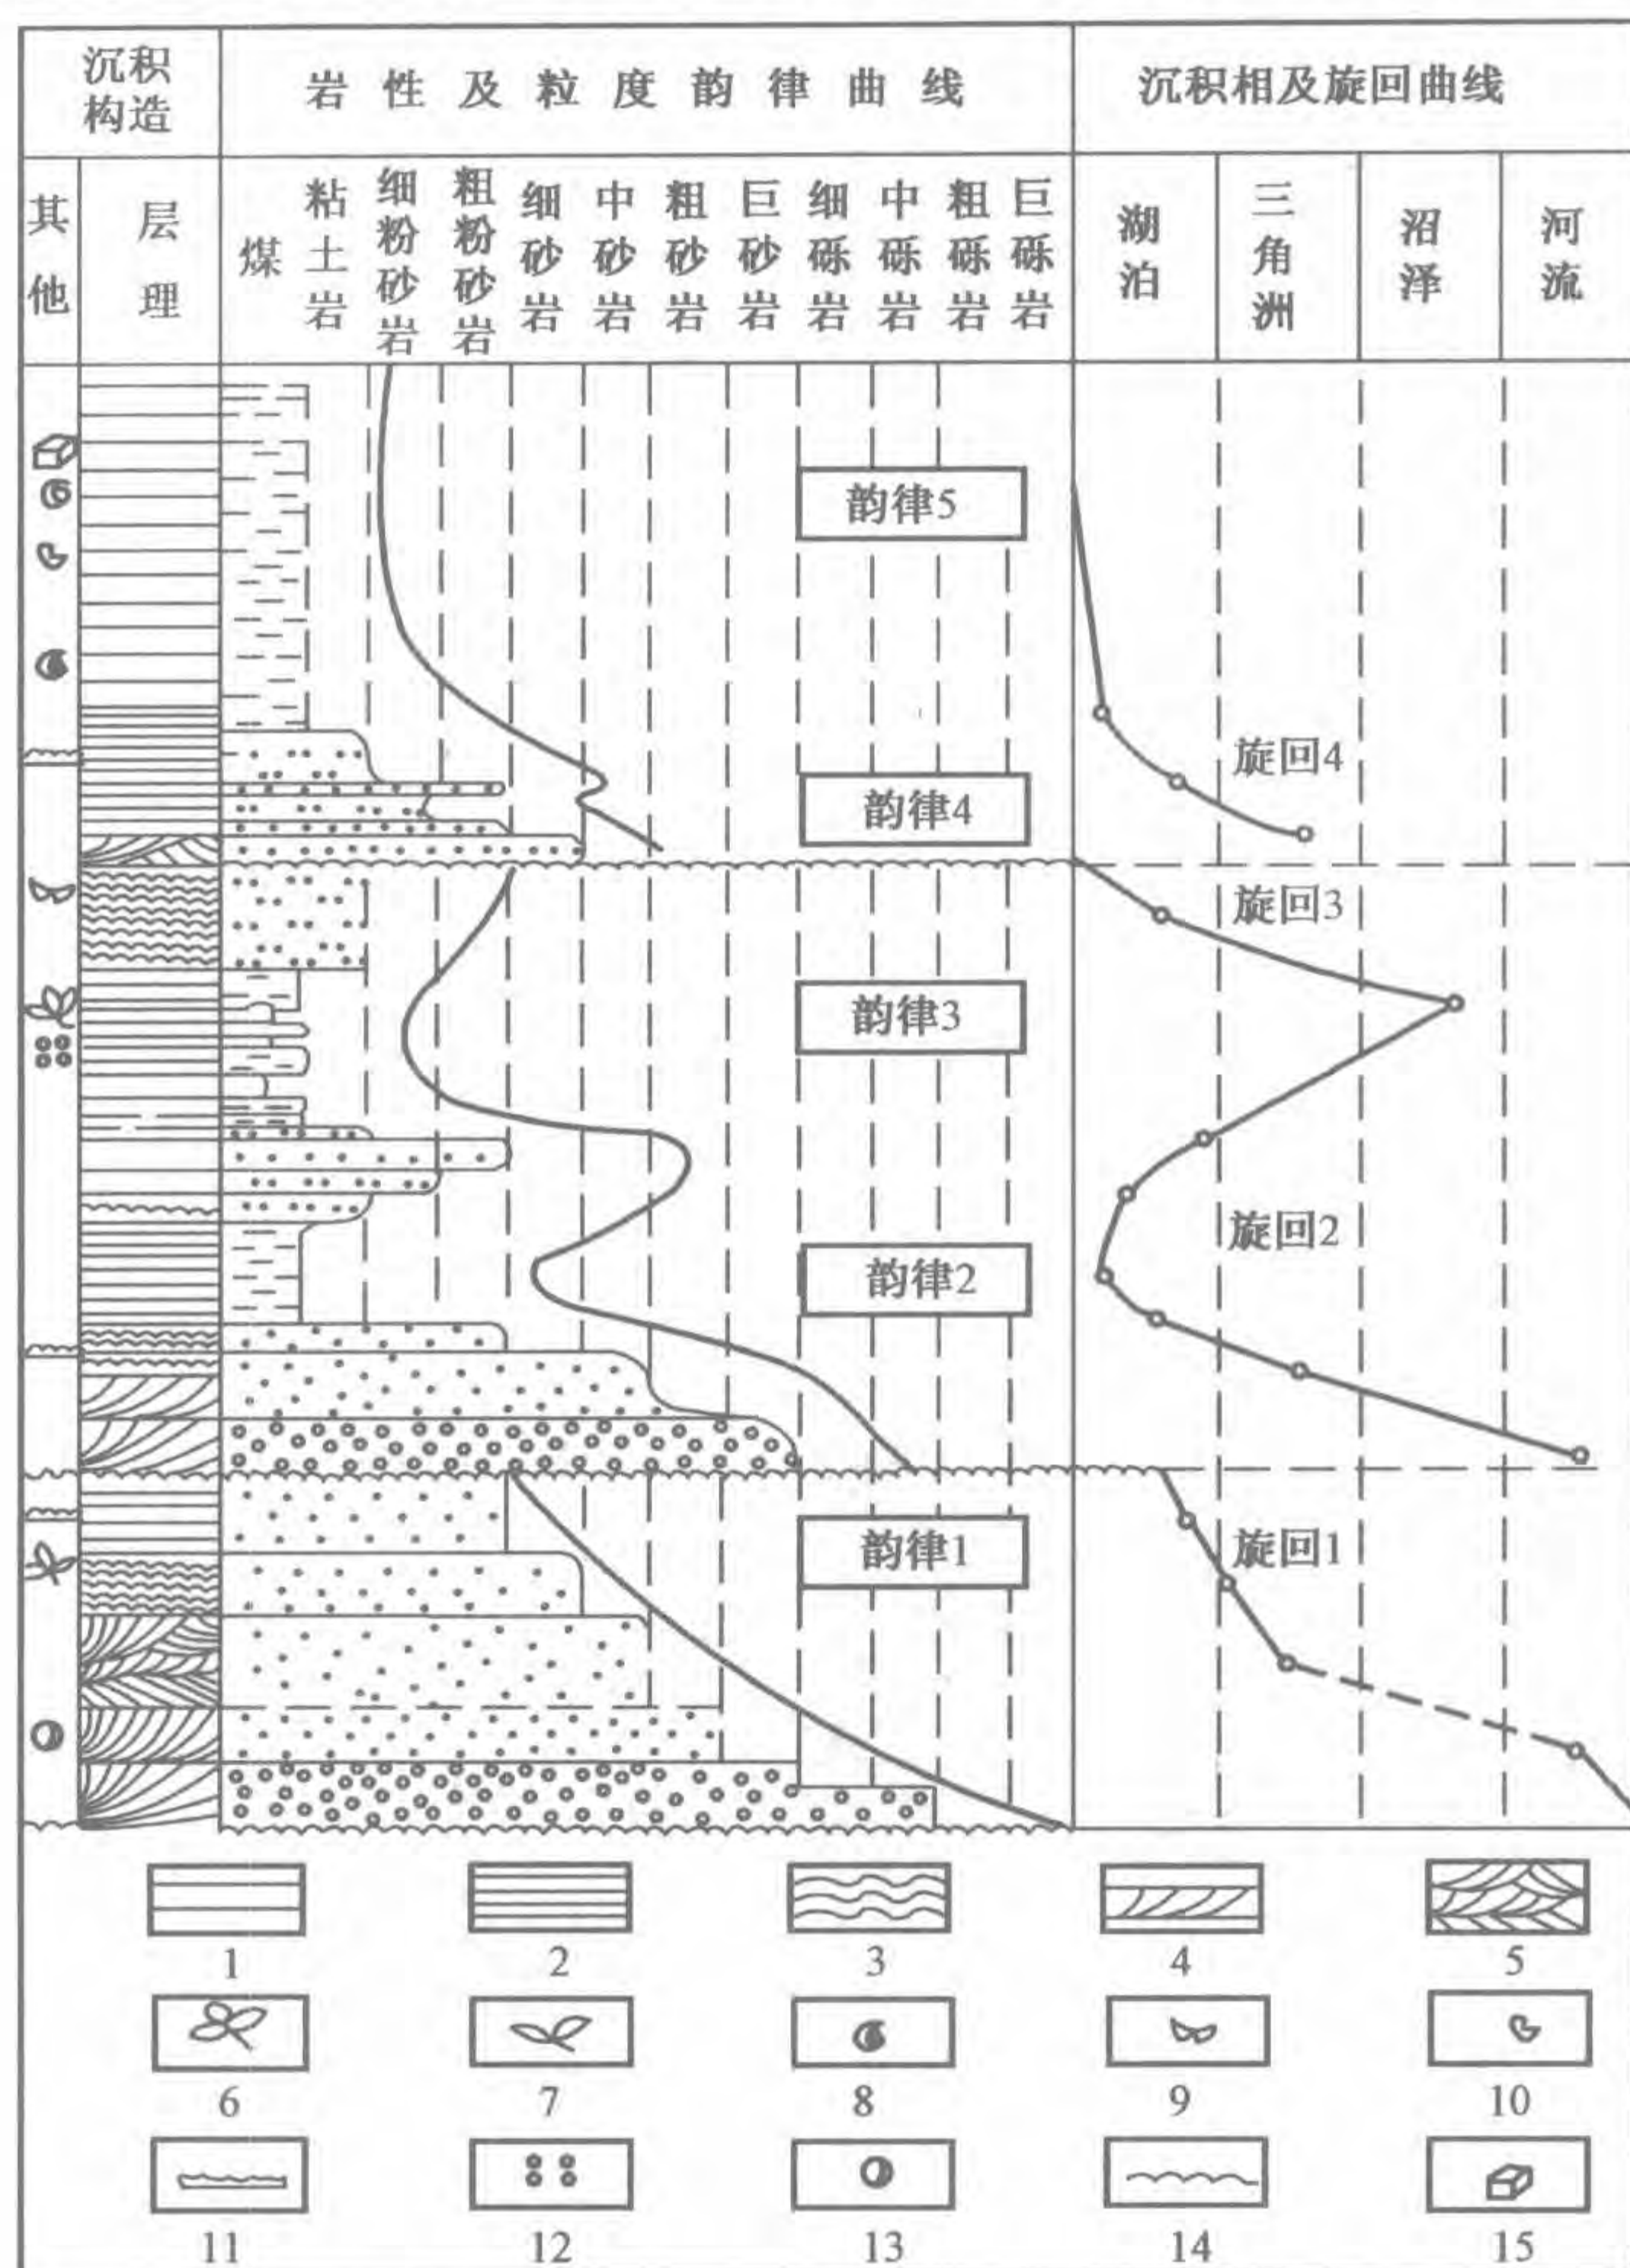 沉积
构造
岩性及粒度韵律曲线
沉积相及旋回曲线
其他
层理
煤
粘土岩
细粉砂岩
粗粉砂岩
细砂岩
中砂岩
粗砂岩
巨砂岩
细砾岩
中砾岩
粗砾岩
巨砾岩
湖泊
三角洲
沼泽
河流
韵律5
旋回4
韵律4
旋回3
韵律3
旋回2
韵律2
韵律1
旋回1
1 2 3 4 5
6 7 8 9 10
11 12 13 14 15